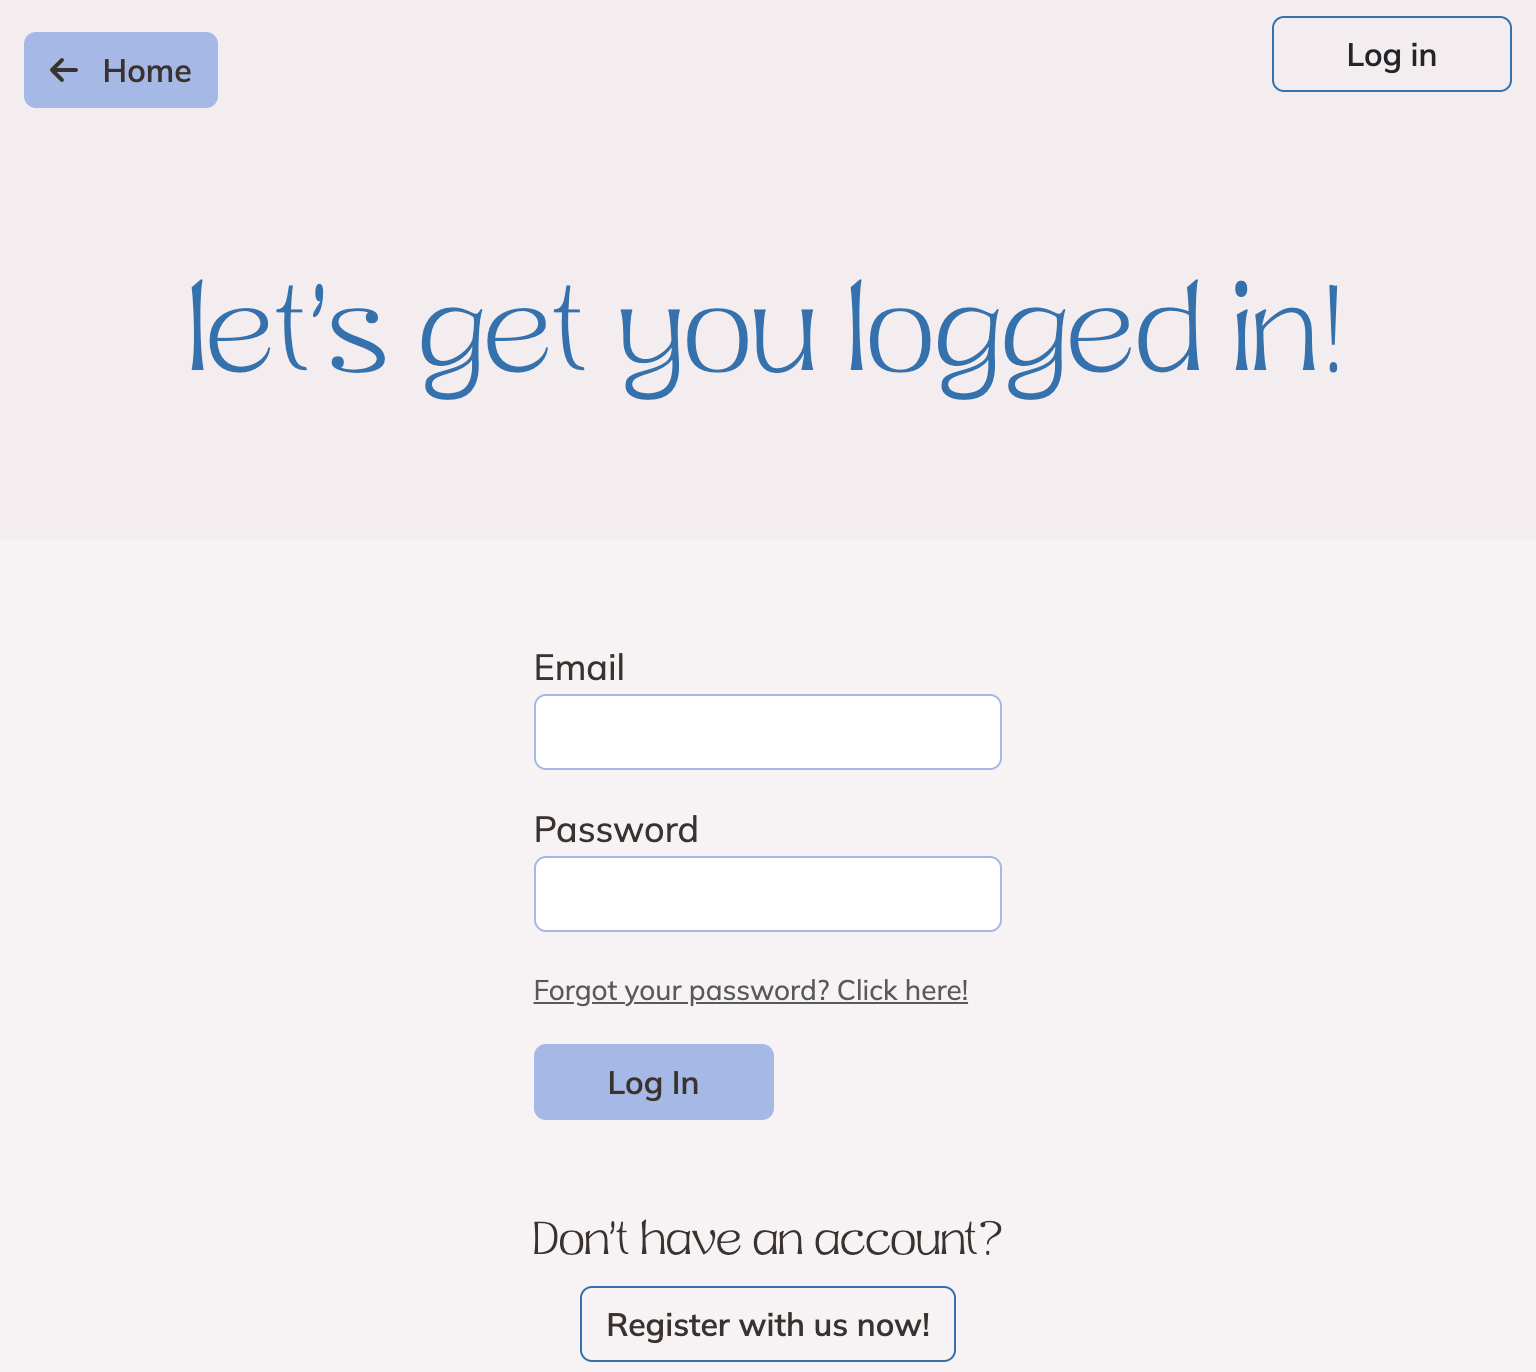 Home
Log in
let’s get you logged in!
Email
Password
Forgot your password? Click here!
Log In
Don’t have an account?
Register with us now!